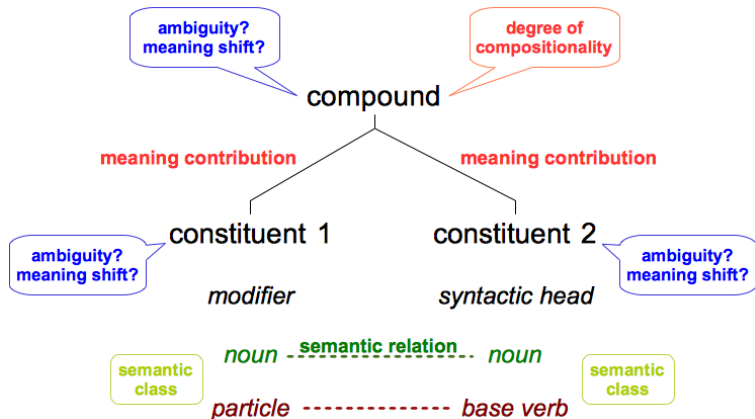 ambiguity?
meaning shift?
degree of
compositionality
compound
meaning contribution
meaning contribution
constituent 1
constituent 2
ambiguity?
meaning shift?
ambiguity?
meaning shift?
modifier
syntactic head
semantic
class
noun
semantic relation
noun
semantic
class
particle
base verb